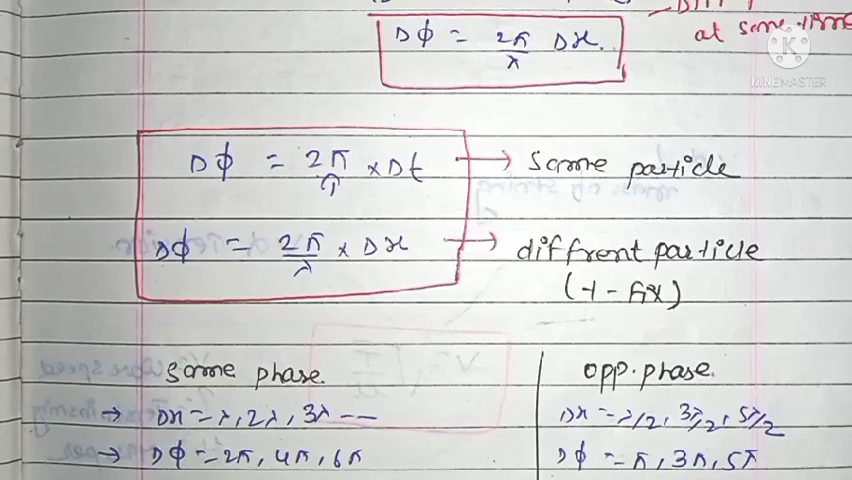 at same time
Δϕ = 2π/λ Δx.
KINEMASTER
Δϕ = 2π/T × Δt → Same particle
Δϕ = 2π/λ × Δx → diffrent particle
(t - fix)
Same phase. opp. phase.
→ Δx = λ, 2λ, 3λ --- Δx = λ/2, 3λ/2, 5λ/2
→ Δϕ = 2π, 4π, 6π Δϕ = π, 3π, 5π